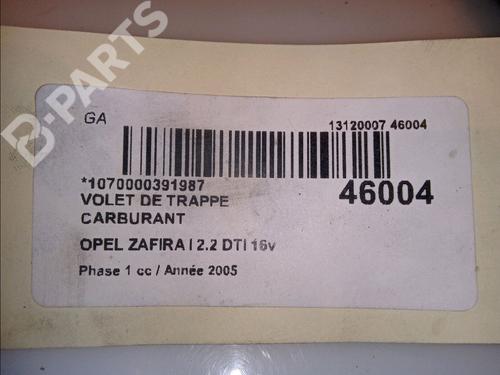 B-PARTS
GA
13120007 46004
*1070000391987
46004
VOLET DE TRAPPE
CARBURANT
OPEL ZAFIRA I 2.2 DTI 16v
Phase 1 cc / Année 2005